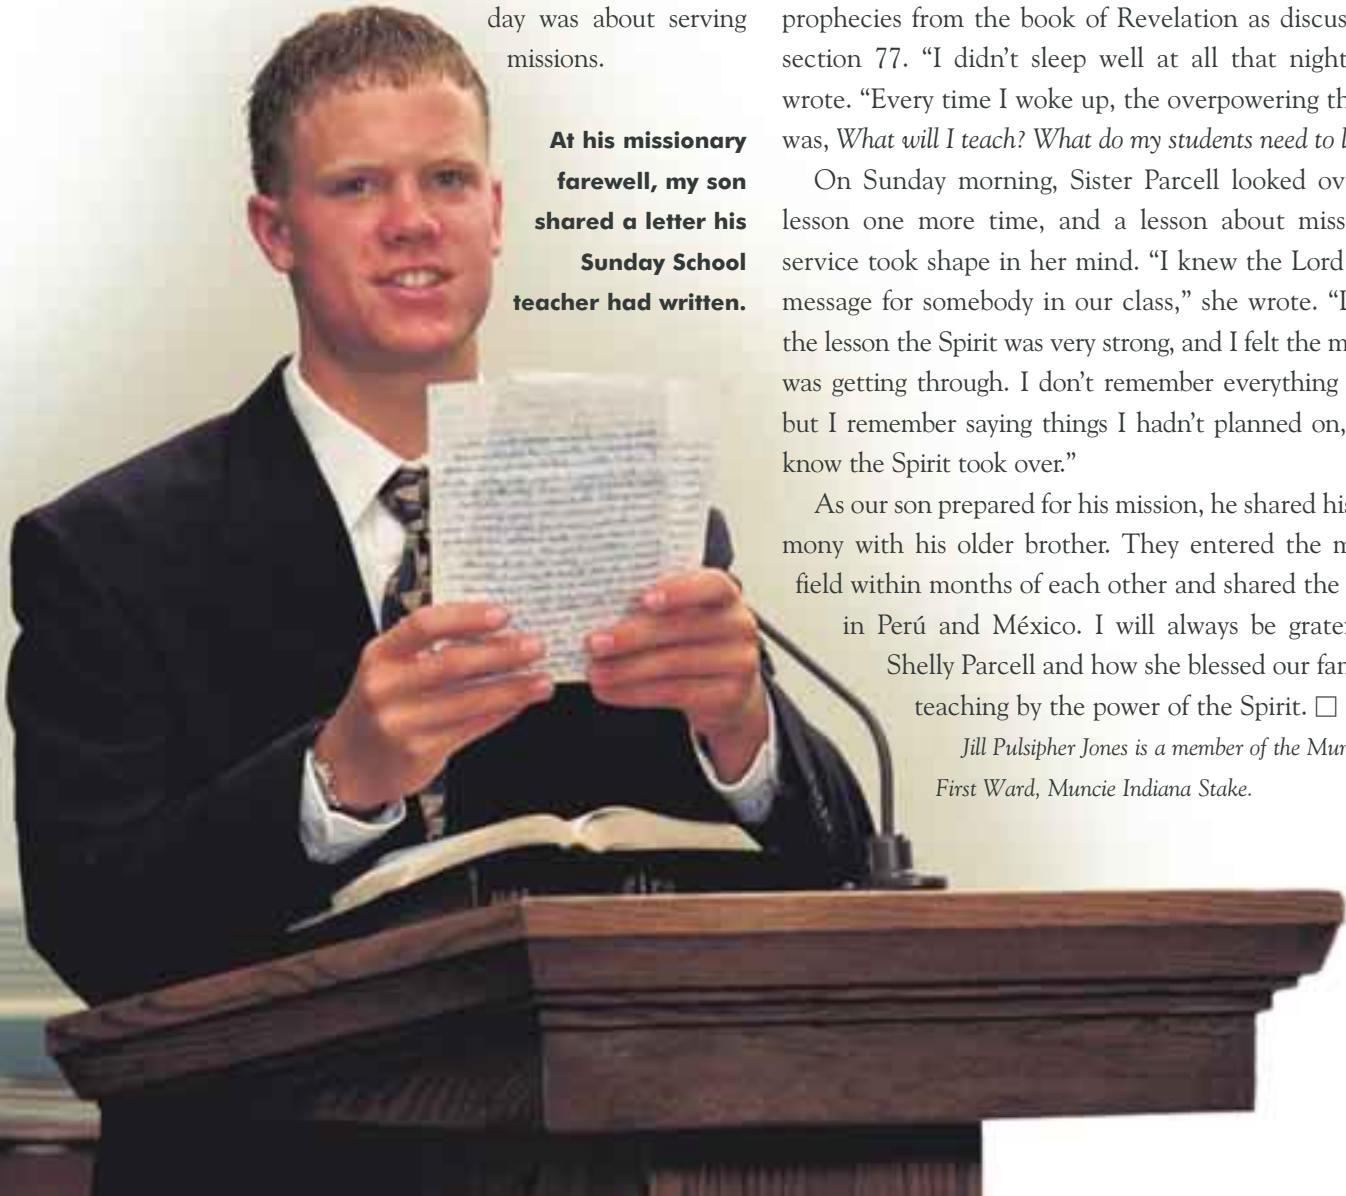 day was about serving
missions.
At his missionary
farewell, my son
shared a letter his
Sunday School
teacher had written.
prophecies from the book of Revelation as discus
section 77. “I didn’t sleep well at all that night
wrote. “Every time I woke up, the overpowering th
was, What will I teach? What do my students need to l
On Sunday morning, Sister Parcell looked ov
lesson one more time, and a lesson about miss
service took shape in her mind. “I knew the Lord
message for somebody in our class,” she wrote. “I
the lesson the Spirit was very strong, and I felt the m
was getting through. I don’t remember everything
but I remember saying things I hadn’t planned on,
know the Spirit took over.”
As our son prepared for his mission, he shared his
mony with his older brother. They entered the m
field within months of each other and shared the
in Perú and México. I will always be grate
Shelly Parcell and how she blessed our fan
teaching by the power of the Spirit. □
Jill Pulsipher Jones is a member of the Mun
First Ward, Muncie Indiana Stake.